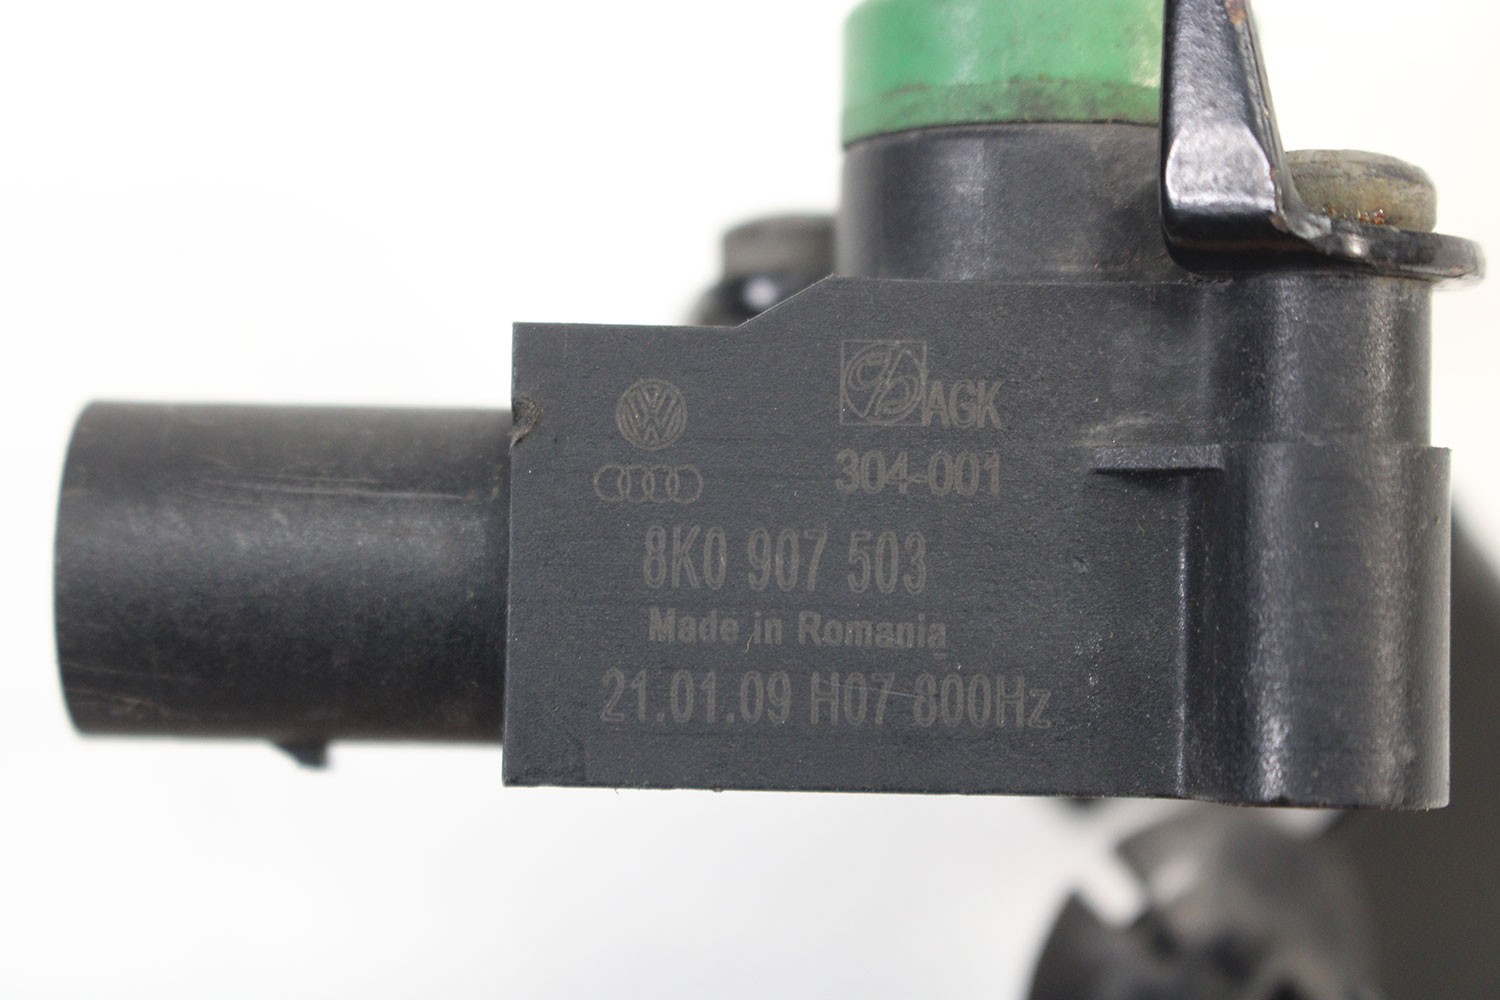 AGK
304-001
8K0 907 503
Made in Romania
21.01.09 H07 800Hz